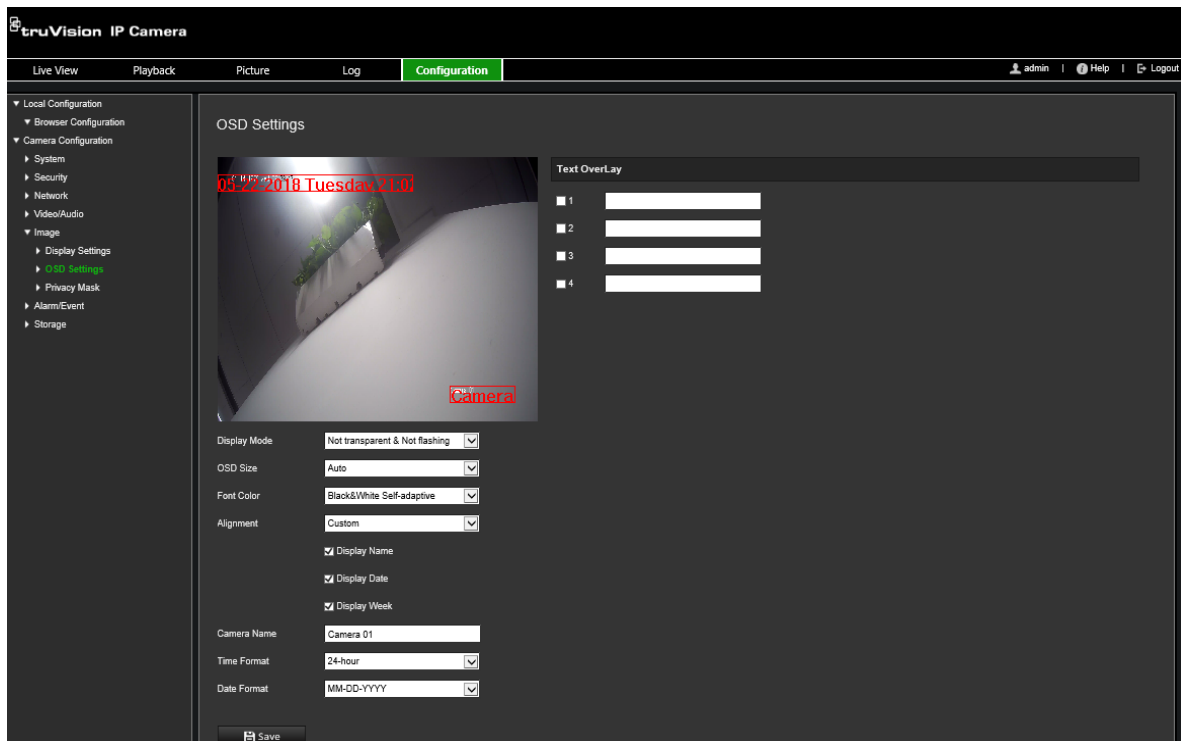 truVision IP Camera
Live View Playback Picture Log Configuration admin | Help | Logout
Local Configuration
Browser Configuration
Camera Configuration
System
Security
Network
Video/Audio
Image
Display Settings
OSD Settings
Privacy Mask
Alarm/Event
Storage
OSD Settings
05-22-2018 Tuesday 21:0
Camera
Display Mode Not transparent & Not flashing
OSD Size Auto
Font Color Black&White Self-adaptive
Alignment Custom
Display Name
Display Date
Display Week
Camera Name Camera 01
Time Format 24-hour
Date Format MM-DD-YYYY
Save
Text OverLay
1
2
3
4